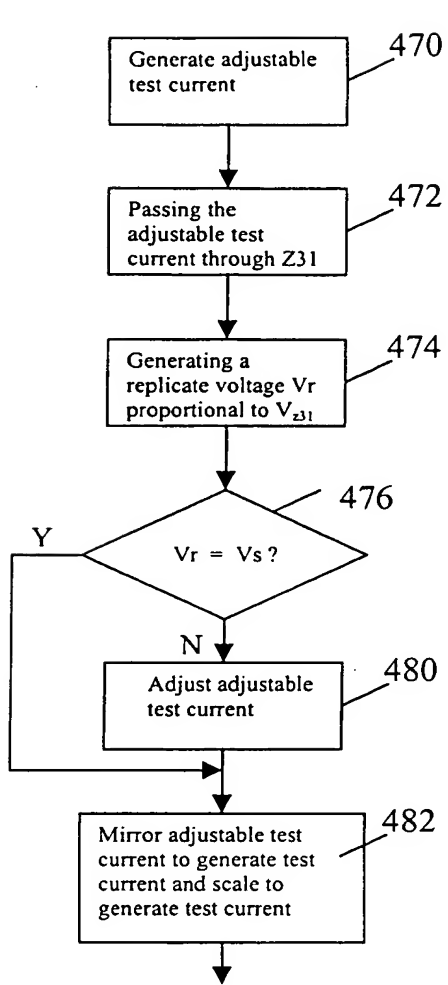 470
Generate adjustable
test current
472
Passing the
adjustable test
current through Z31
474
Generating a
replicate voltage Vr
proportional to Vz31
476
Y
Vr = Vs ?
N
480
Adjust adjustable
test current
482
Mirror adjustable test
current to generate test
current and scale to
generate test current